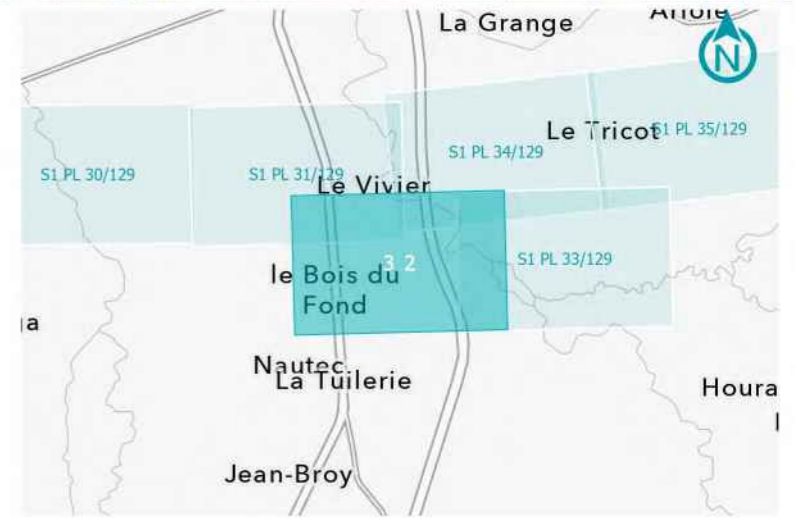 La Grange
N
Le Tricot
S1 PL 35/129
S1 PL 34/129
S1 PL 30/129
S1 PL 31/129
Le Vivier
S1 PL 33/129
3 2
le Bois du
Fond
Nautec
La Tuilerie
Houra
Jean-Broy